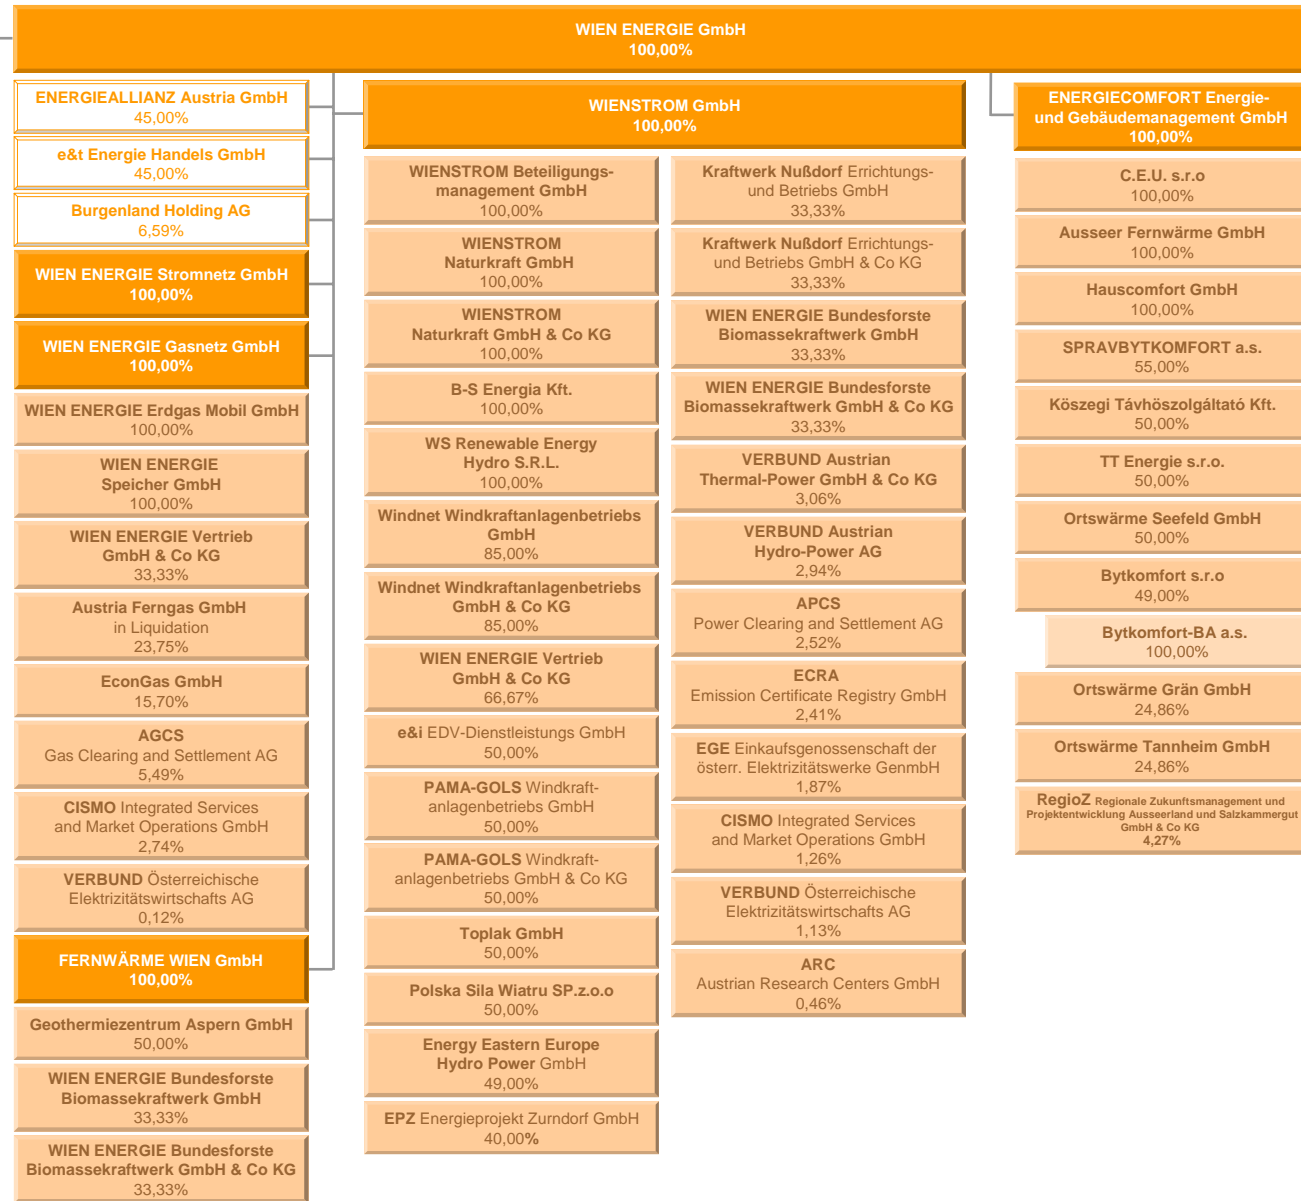 WIEN ENERGIE GmbH
100,00%
ENERGIEALLIANZ Austria GmbH
45,00%
e&t Energie Handels GmbH
45,00%
Burgenland Holding AG
6,59%
WIEN ENERGIE Stromnetz GmbH
100,00%
WIEN ENERGIE Gasnetz GmbH
100,00%
WIEN ENERGIE Erdgas Mobil GmbH
100,00%
WIEN ENERGIE
Speicher GmbH
100,00%
WIEN ENERGIE Vertrieb
GmbH & Co KG
33,33%
Austria Ferngas GmbH
in Liquidation
23,75%
EconGas GmbH
15,70%
AGCS
Gas Clearing and Settlement AG
5,49%
CISMO Integrated Services
and Market Operations GmbH
2,74%
VERBUND Österreichische
Elektrizitätswirtschafts AG
0,12%
FERNWÄRME WIEN GmbH
100,00%
Geothermiezentrum Aspern GmbH
50,00%
WIEN ENERGIE Bundesforste
Biomassekraftwerk GmbH
33,33%
WIEN ENERGIE Bundesforste
Biomassekraftwerk GmbH & Co KG
33,33%
WIENSTROM GmbH
100,00%
WIENSTROM Beteiligungs-
management GmbH
100,00%
WIENSTROM
Naturkraft GmbH
100,00%
WIENSTROM
Naturkraft GmbH & Co KG
100,00%
B-S Energia Kft.
100,00%
WS Renewable Energy
Hydro S.R.L.
100,00%
Windnet Windkraftanlagenbetriebs
GmbH
85,00%
Windnet Windkraftanlagenbetriebs
GmbH & Co KG
85,00%
WIEN ENERGIE Vertrieb
GmbH & Co KG
66,67%
e&i EDV-Dienstleistungs GmbH
50,00%
PAMA-GOLS Windkraft-
anlagenbetriebs GmbH
50,00%
PAMA-GOLS Windkraft-
anlagenbetriebs GmbH & Co KG
50,00%
Toplak GmbH
50,00%
Polska Sila Wiatru SP.z.o.o
50,00%
Energy Eastern Europe
Hydro Power GmbH
49,00%
EPZ Energieprojekt Zurndorf GmbH
40,00%
Kraftwerk Nußdorf Errichtungs-
und Betriebs GmbH
33,33%
Kraftwerk Nußdorf Errichtungs-
und Betriebs GmbH & Co KG
33,33%
WIEN ENERGIE Bundesforste
Biomassekraftwerk GmbH
33,33%
WIEN ENERGIE Bundesforste
Biomassekraftwerk GmbH & Co KG
33,33%
VERBUND Austrian
Thermal-Power GmbH & Co KG
3,06%
VERBUND Austrian
Hydro-Power AG
2,94%
APCS
Power Clearing and Settlement AG
2,52%
ECRA
Emission Certificate Registry GmbH
2,41%
EGE Einkaufsgenossenschaft der
österr. Elektrizitätswerke GenmbH
1,87%
CISMO Integrated Services
and Market Operations GmbH
1,26%
VERBUND Österreichische
Elektrizitätswirtschafts AG
1,13%
ARC
Austrian Research Centers GmbH
0,46%
ENERGIECOMFORT Energie-
und Gebäudemanagement GmbH
100,00%
C.E.U. s.r.o
100,00%
Ausseer Fernwärme GmbH
100,00%
Hauscomfort GmbH
100,00%
SPRAVBYTKOMFORT a.s.
55,00%
Köszegi Távhöszolgáltató Kft.
50,00%
TT Energie s.r.o.
50,00%
Ortswärme Seefeld GmbH
50,00%
Bytkomfort s.r.o
49,00%
Bytkomfort-BA a.s.
100,00%
Ortswärme Grän GmbH
24,86%
Ortswärme Tannheim GmbH
24,86%
RegioZ Regionale Zukunftsmanagement und
Projektentwicklung Ausseerland und Salzkammergut
GmbH & Co KG
4,27%